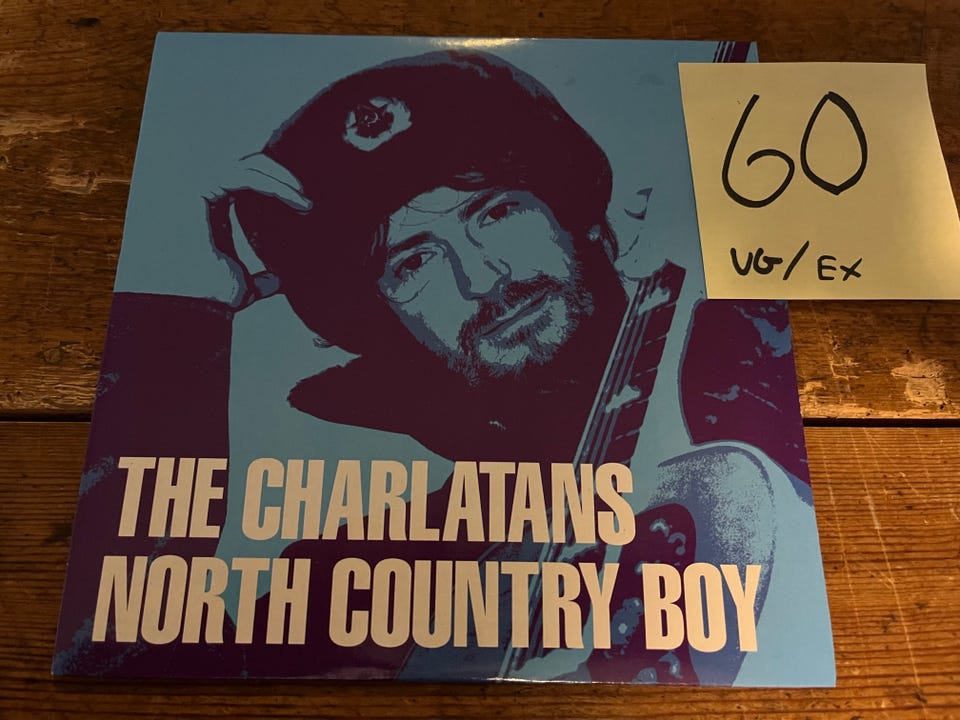 60
VG/EX
THE CHARLATANS
NORTH COUNTRY BOY